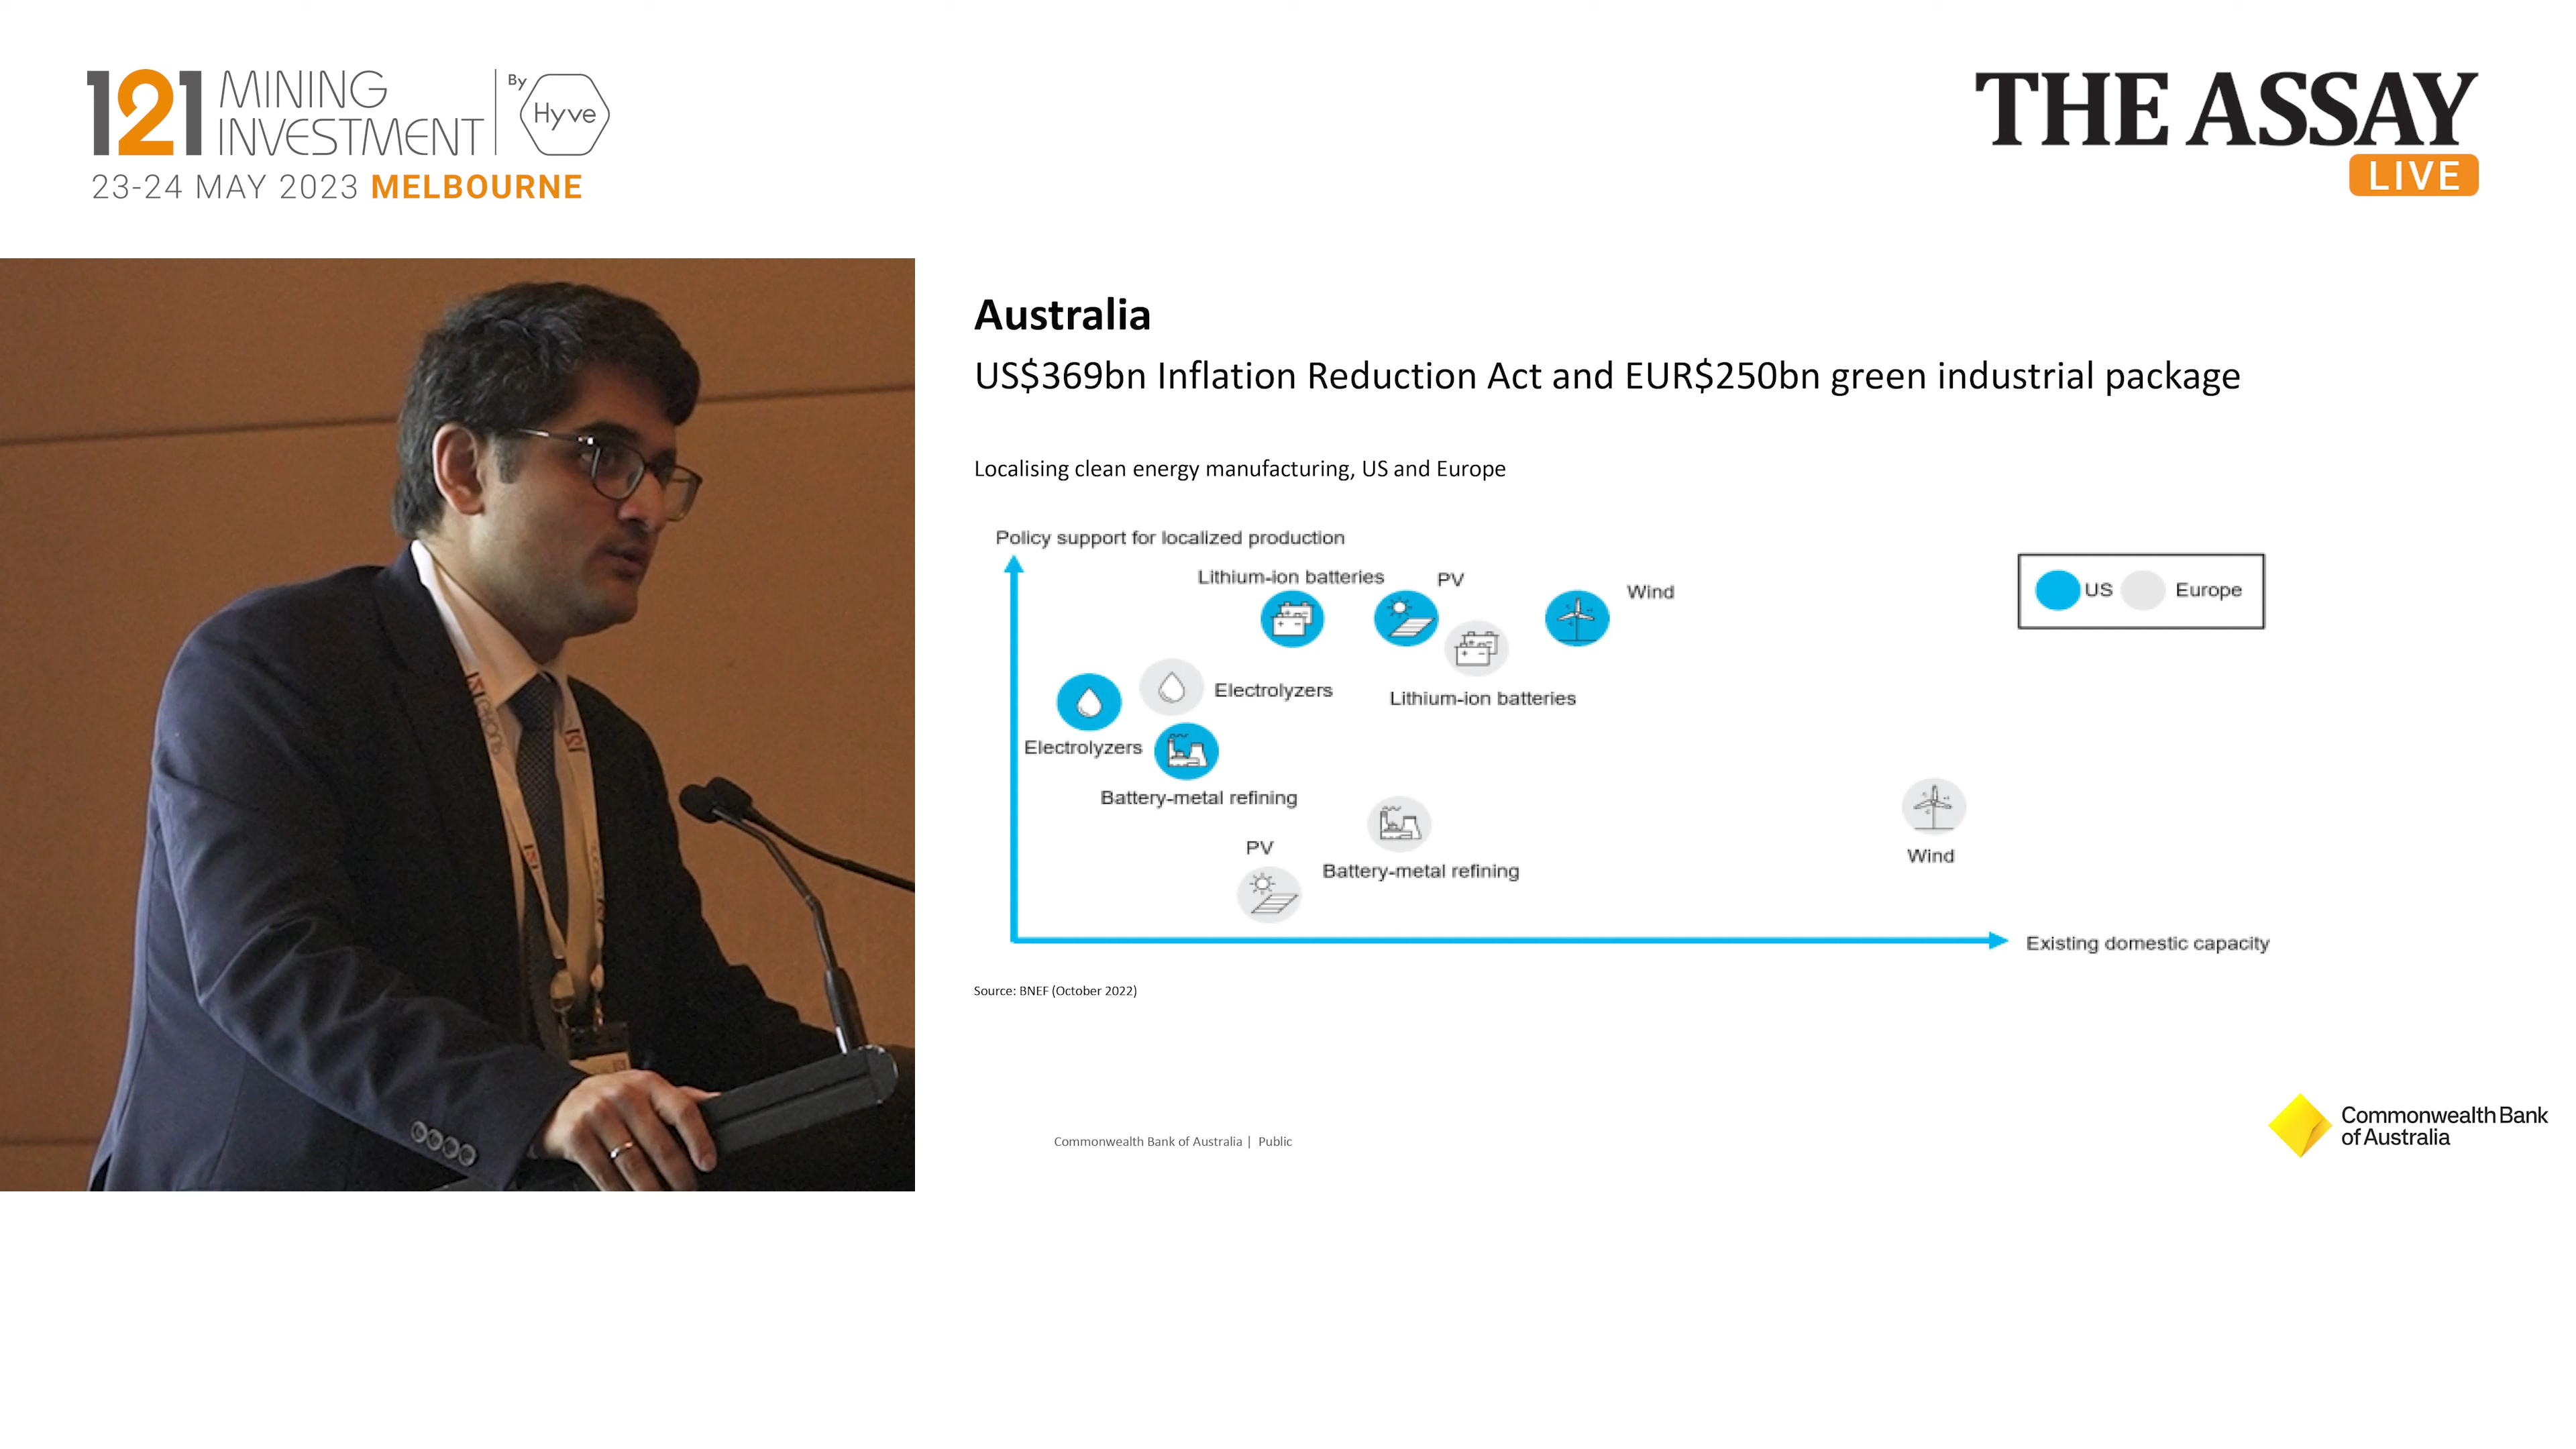 121 MINING INVESTMENT
By Hyve
23-24 MAY 2023 MELBOURNE
THE ASSAY
LIVE
Australia
US$369bn Inflation Reduction Act and EUR$250bn green industrial package
Localising clean energy manufacturing, US and Europe
Policy support for localized production
Lithium-ion batteries
PV
Wind
US
Europe
Electrolyzers
Lithium-ion batteries
Electrolyzers
Battery-metal refining
PV
Battery-metal refining
Wind
Existing domestic capacity
Source: BNEF (October 2022)
Commonwealth Bank of Australia | Public
Commonwealth Bank
of Australia